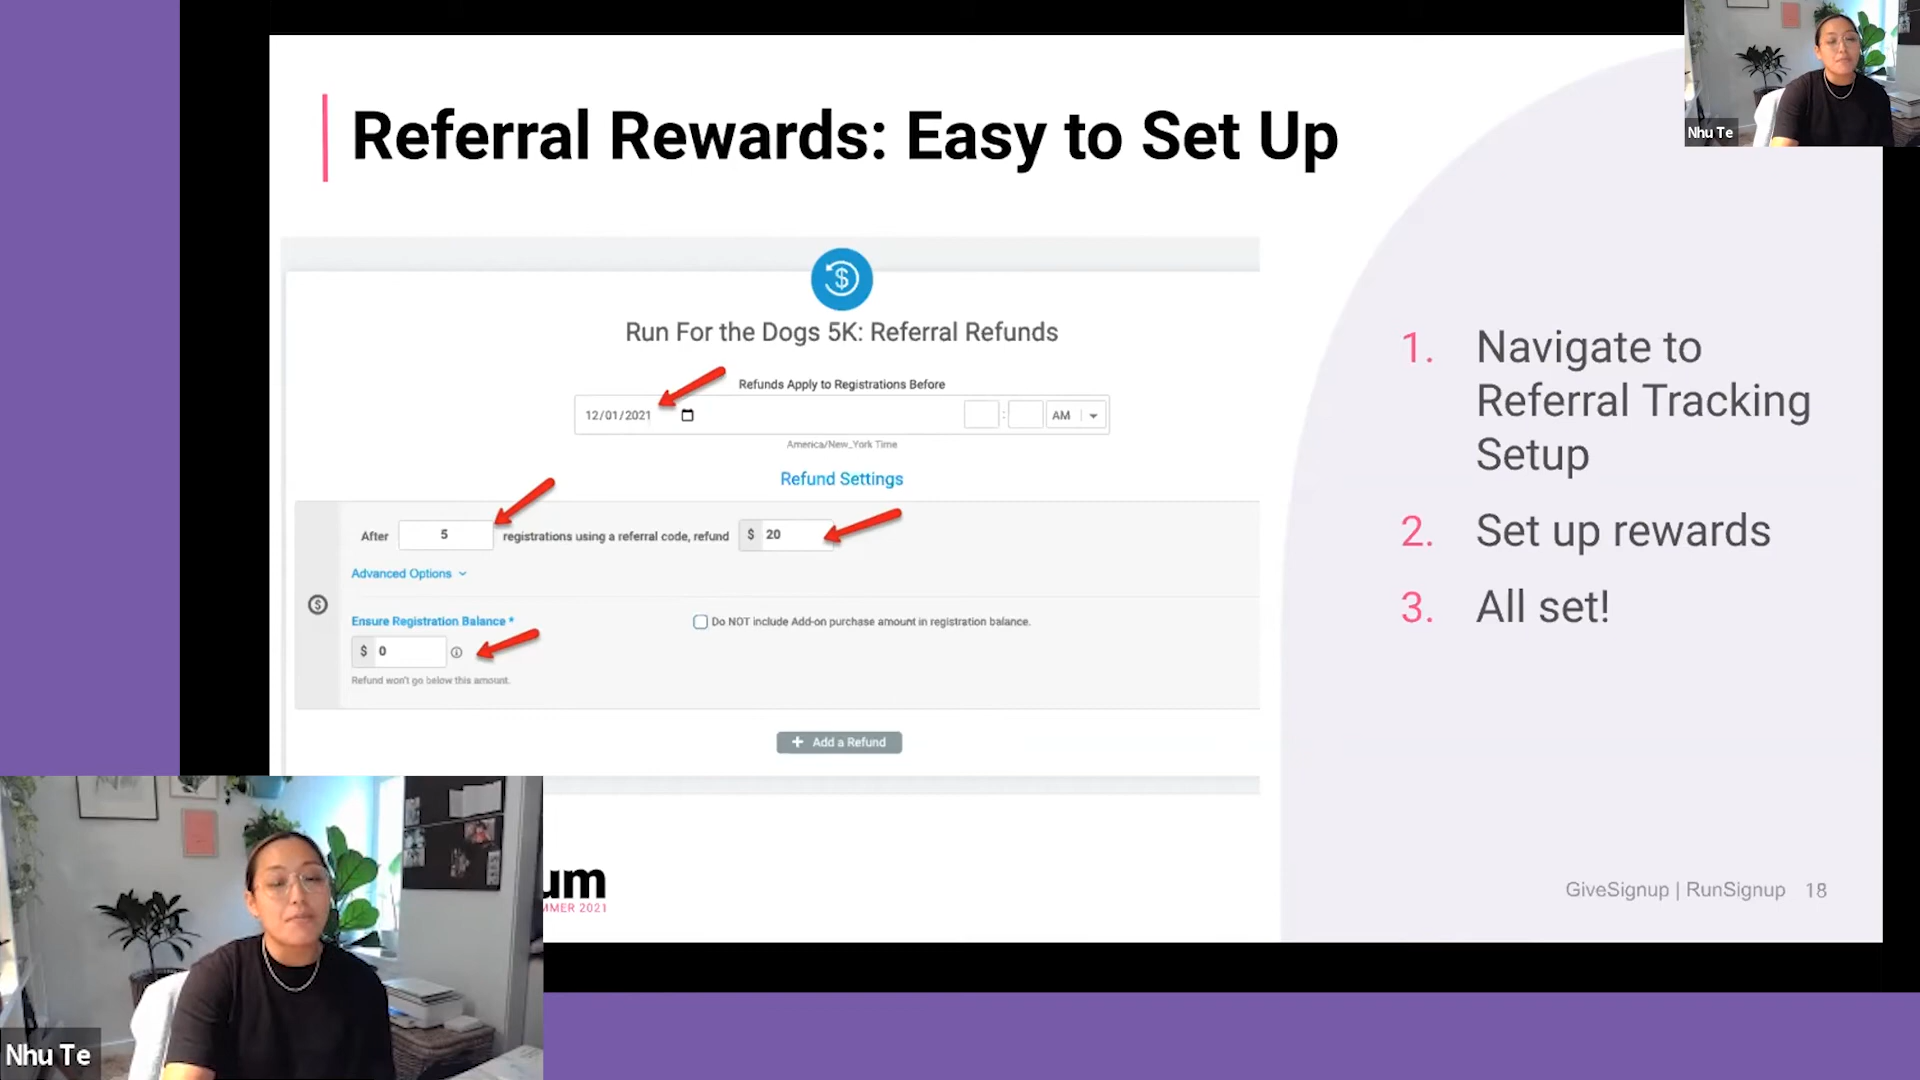 Referral Rewards: Easy to Set Up
Nhu Te
Run For the Dogs 5K: Referral Refunds
Refunds Apply to Registrations Before
12/01/2021 : AM
America/New_York Time
Refund Settings
After 5 registrations using a referral code, refund $ 20
Advanced Options
Ensure Registration Balance *
Do NOT include Add-on purchase amount in registration balance.
$ 0
Refund won't go below this amount.
+ Add a Refund
1. Navigate to
Referral Tracking
Setup
2. Set up rewards
3. All set!
um
MMER 2021
GiveSignup | RunSignup 18
Nhu Te